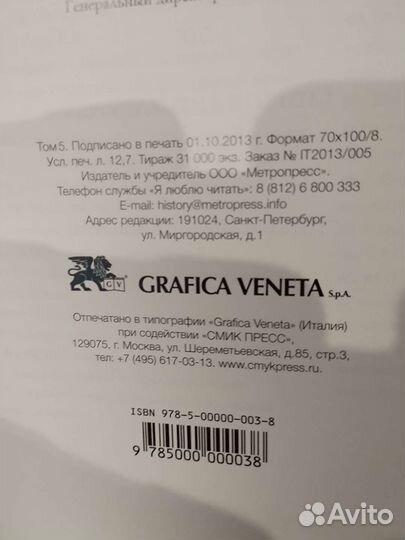 Генеральный директор
Том 5. Подписано в печать 01.10.2013 г. Формат 70x100/8.
Усл. печ. л. 12,7. Тираж 31 000 экз. Заказ № IT2013/005
Издатель и учредитель ООО «Метропресс».
Телефон службы «Я люблю читать»: 8 (812) 6 800 333
E-mail: history@metropress.info
Адрес редакции: 191024, Санкт-Петербург,
ул. Миргородская, д.1
G V GRAFICA VENETA S.p.A.
Отпечатано в типографии «Grafica Veneta» (Италия)
при содействии «СМИК ПРЕСС»,
129075, г. Москва, ул. Шереметьевская, д.85, стр.3,
тел: +7 (495) 617-03-13. www.cmykpress.ru.
ISBN 978-5-00000-003-8
9 785000 000038
Avito